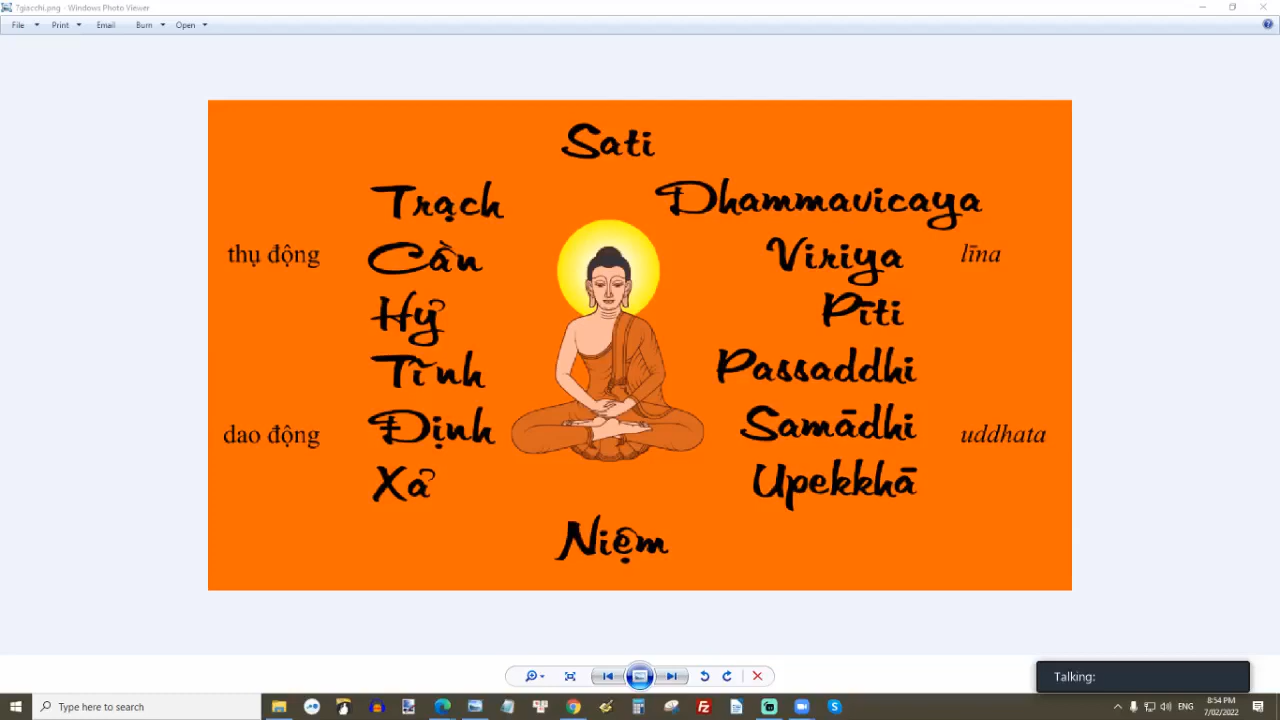 7giacchi.png - Windows Photo Viewer
File Print Email Burn Open
Sati
Trạch Dhammavicaya
thụ động Cần Viriya līna
Hỷ Pīti
Tĩnh Passaddhi
dao động Định Samādhi uddhata
Xả Upekkhā
Niệm
Talking:
Type here to search
ENG
8:54 PM
7/02/2022